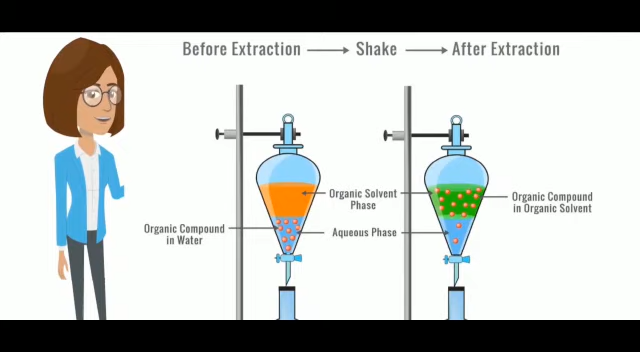 Before Extraction
Shake
After Extraction
Organic Solvent
Phase
Organic Compound
in Organic Solvent
Organic Compound
in Water
Aqueous Phase